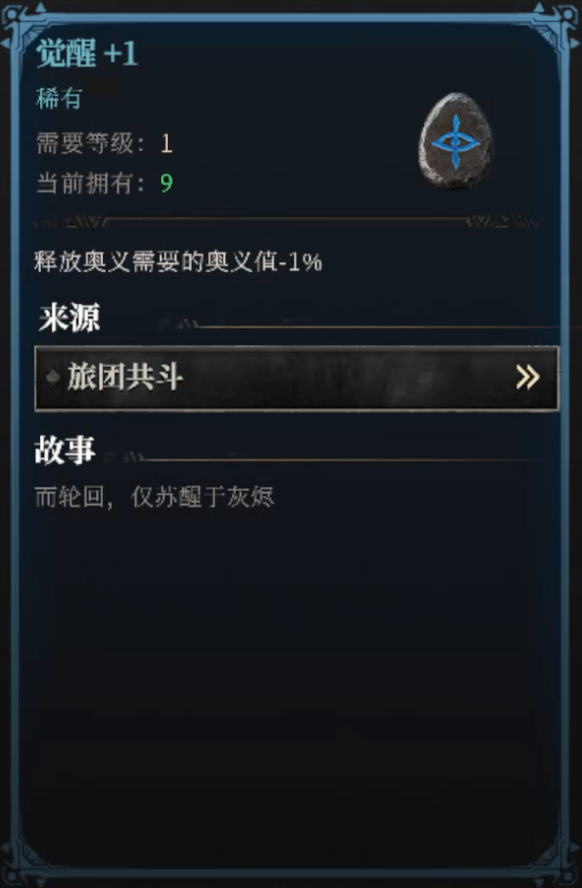 觉醒 +1
稀有
需要等级：1
当前拥有：9
释放奥义需要的奥义值-1%
来源
旅团共斗
故事
而轮回，仅苏醒于灰烬